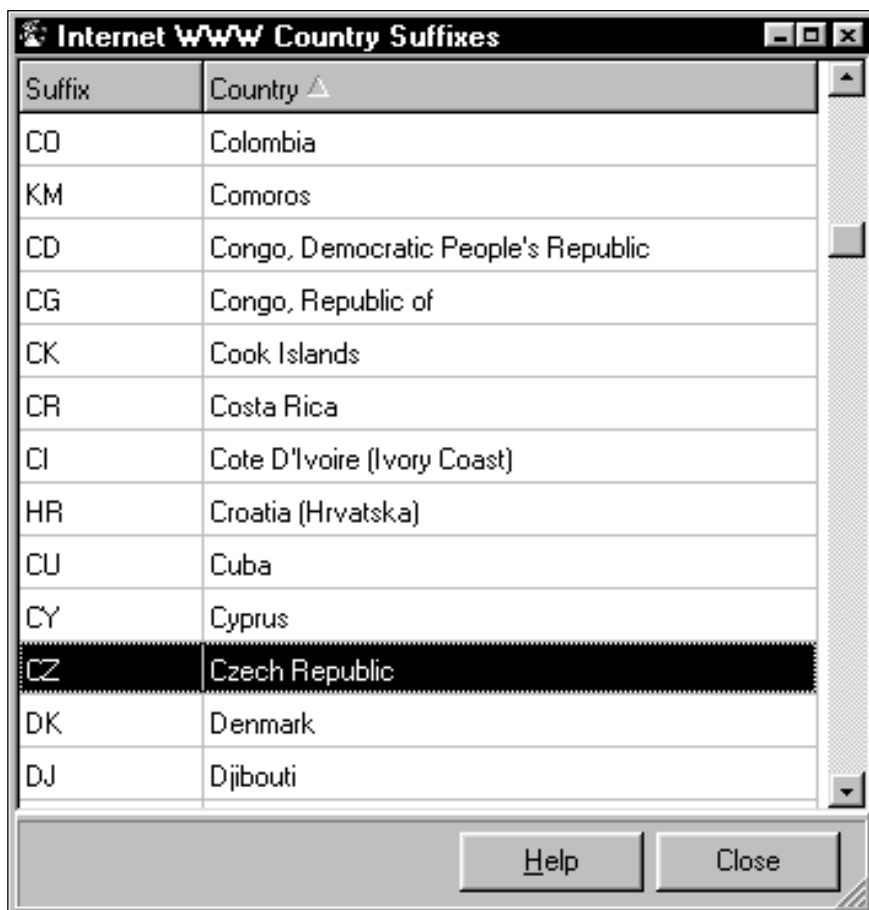 Internet WWW Country Suffixes
Suffix Country
CO Colombia
KM Comoros
CD Congo, Democratic People's Republic
CG Congo, Republic of
CK Cook Islands
CR Costa Rica
CI Cote D'Ivoire (Ivory Coast)
HR Croatia (Hrvatska)
CU Cuba
CY Cyprus
CZ Czech Republic
DK Denmark
DJ Djibouti
Help Close